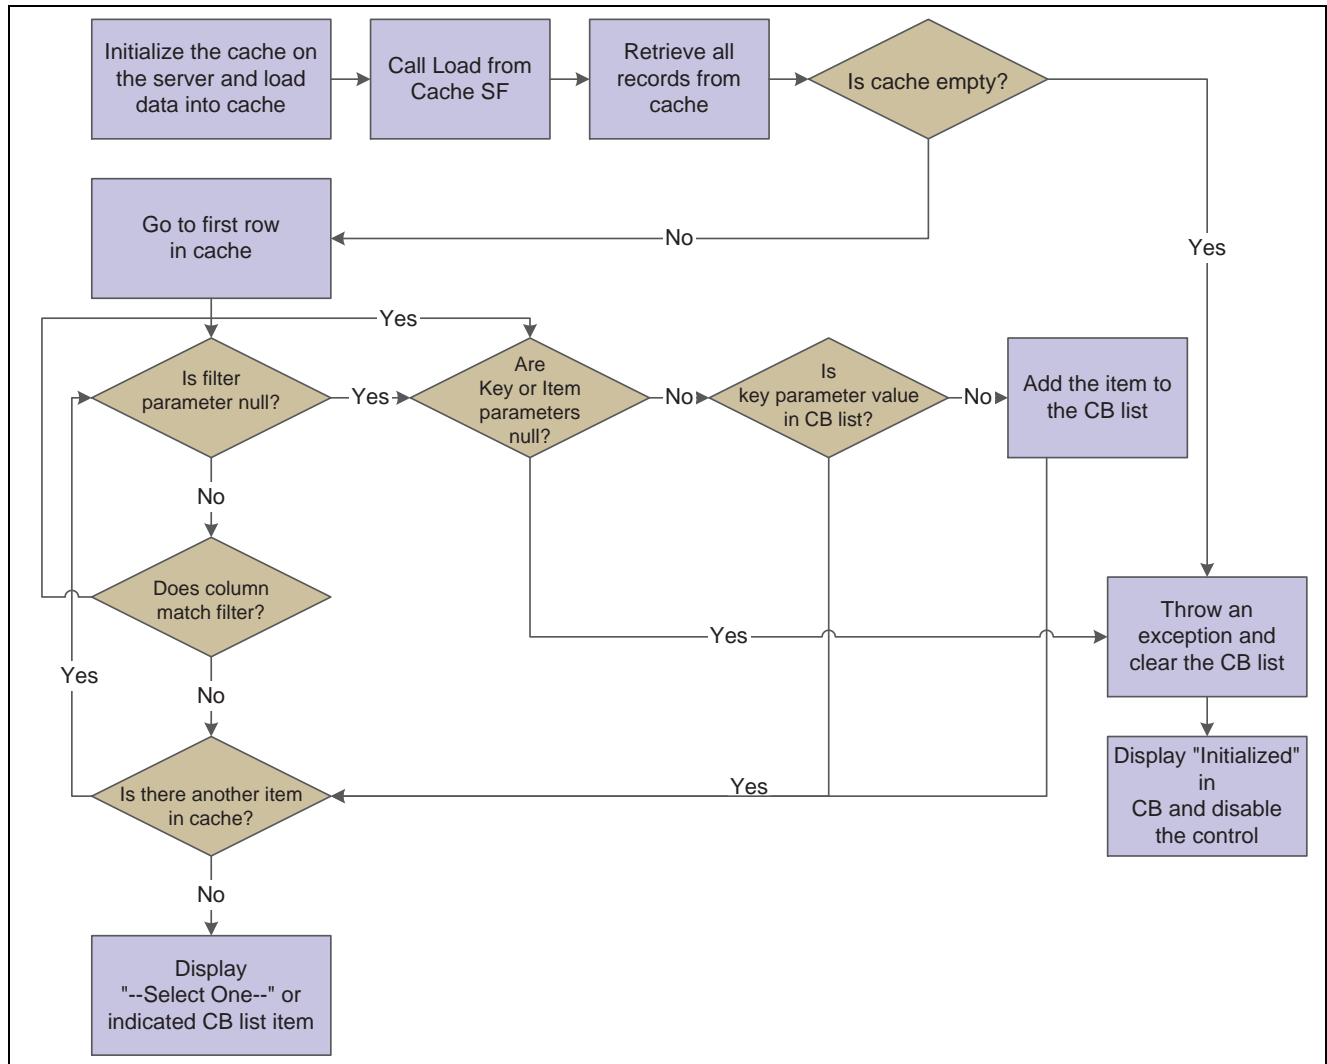 Initialize the cache on
the server and load
data into cache
Call Load from
Cache SF
Retrieve all
records from
cache
Is cache empty?
Go to first row
in cache
No
Yes
Yes
Is filter
parameter null?
Yes
Are
Key or Item
parameters
null?
No
Is
key parameter value
in CB list?
No
Add the item to
the CB list
No
Does column
match filter?
Yes
Throw an
exception and
clear the CB list
Yes
No
Is there another item
in cache?
Yes
Display "Initialized"
in
CB and disable
the control
No
Display
"--Select One--" or
indicated CB list item